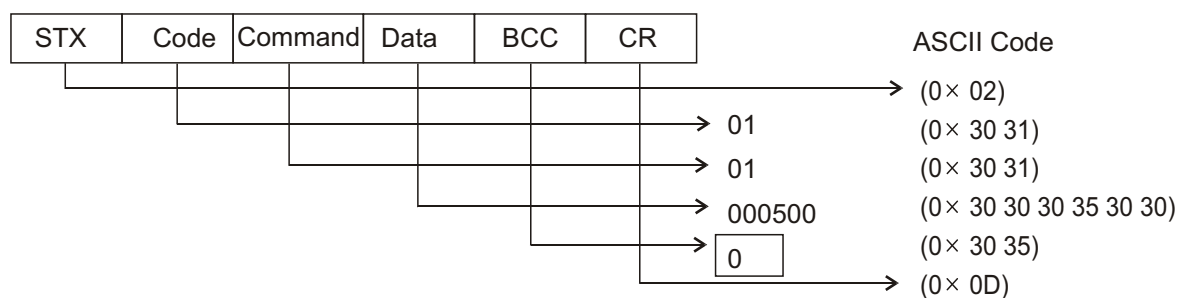 STX Code Command Data BCC CR
ASCII Code
(0× 02)
01 (0× 30 31)
01 (0× 30 31)
000500 (0× 30 30 30 35 30 30)
0 (0× 30 35)
(0× 0D)